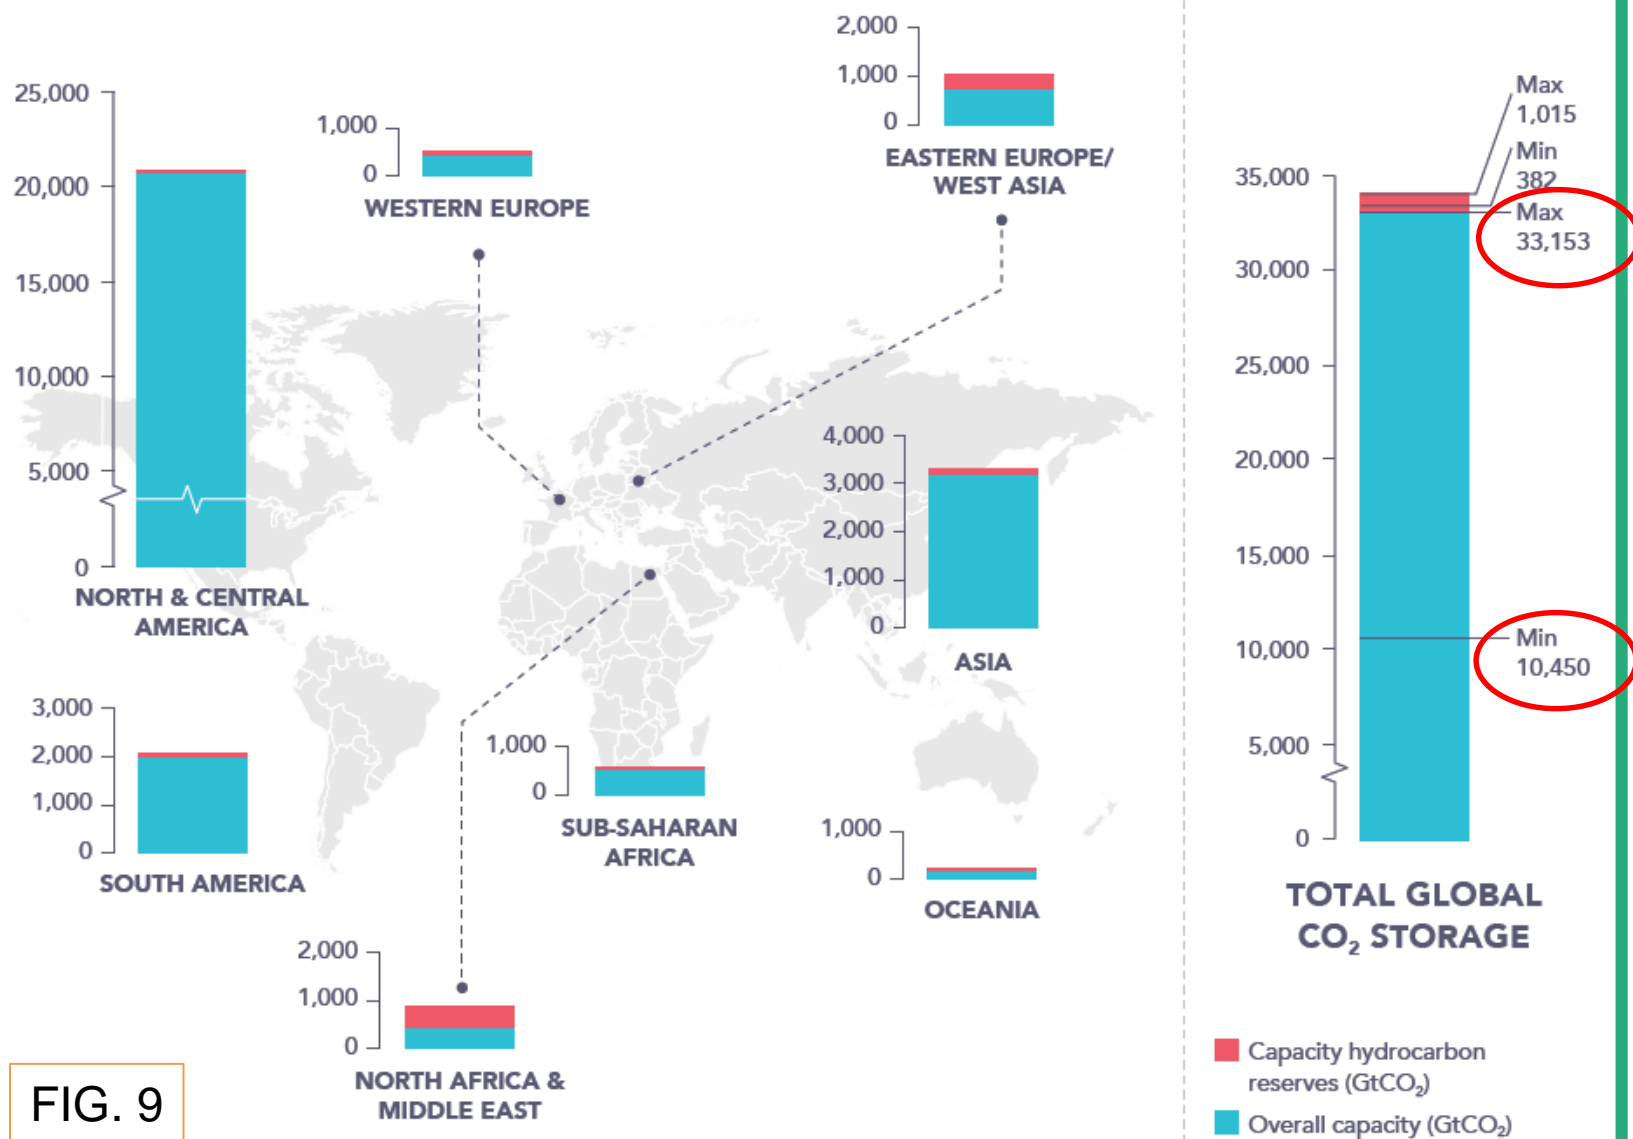 25,000
20,000
15,000
10,000
5,000
0
NORTH & CENTRAL
AMERICA
1,000
0
WESTERN EUROPE
2,000
1,000
0
EASTERN EUROPE/
WEST ASIA
4,000
3,000
2,000
1,000
0
ASIA
3,000
2,000
1,000
0
SOUTH AMERICA
1,000
0
SUB-SAHARAN
AFRICA
1,000
0
OCEANIA
2,000
1,000
0
NORTH AFRICA &
MIDDLE EAST
FIG. 9
35,000
30,000
25,000
20,000
15,000
10,000
5,000
0
Max
1,015
Min
382
Max
33,153
Min
10,450
TOTAL GLOBAL
CO₂ STORAGE
Capacity hydrocarbon
reserves (GtCO₂)
Overall capacity (GtCO₂)